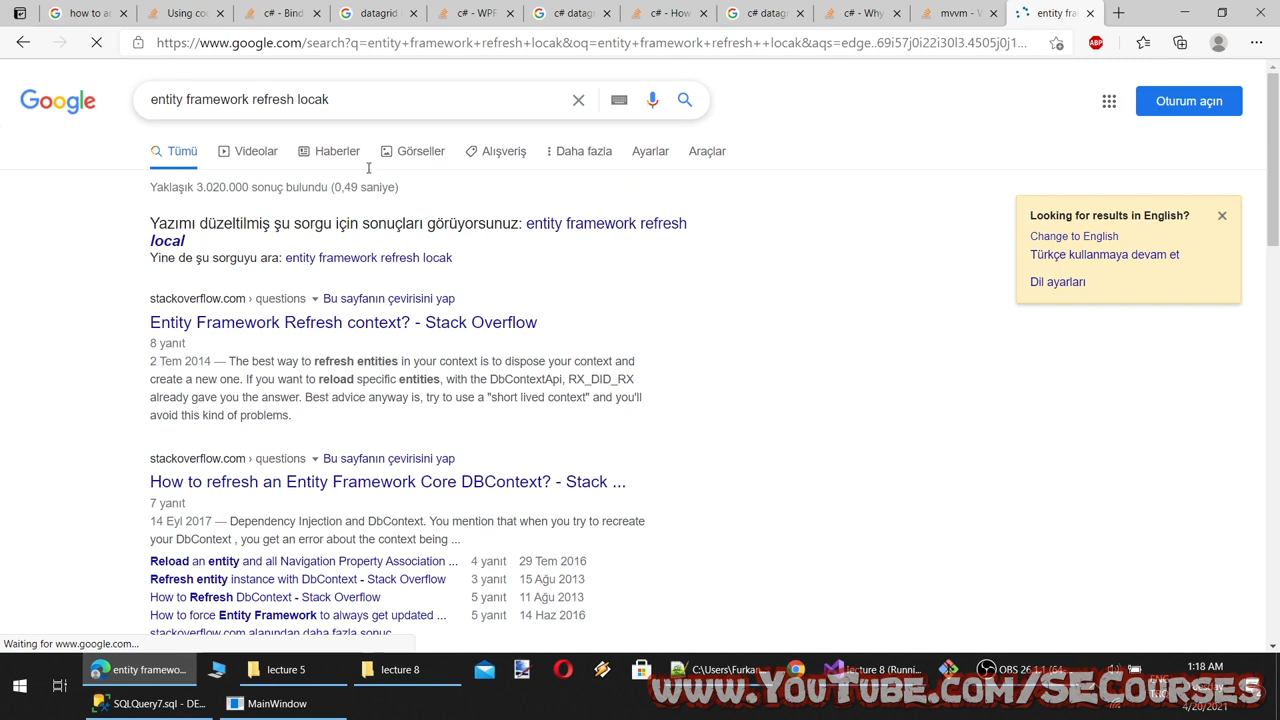 how to a
Using co
c# - Bind
datagrid
c# - WPF
c# datag
c# - How
c# datag
c# - Why
mvvm - V
entity fra
https://www.google.com/search?q=entity+framework+refresh+locak&oq=entity+framework+refresh++locak&aqs=edge..69i57j0i22i30l3.4505j0j1...
ABP
Google
entity framework refresh locak
Oturum açın
Tümü
Videolar
Haberler
Görseller
Alışveriş
Daha fazla
Ayarlar
Araçlar
Yaklaşık 3.020.000 sonuç bulundu (0,49 saniye)
Yazımı düzeltilmiş şu sorgu için sonuçları görüyorsunuz: entity framework refresh
local
Yine de şu sorguyu ara: entity framework refresh locak
Looking for results in English?
Change to English
Türkçe kullanmaya devam et
Dil ayarları
stackoverflow.com › questions Bu sayfanın çevirisini yap
Entity Framework Refresh context? - Stack Overflow
8 yanıt
2 Tem 2014 — The best way to refresh entities in your context is to dispose your context and
create a new one. If you want to reload specific entities, with the DbContextApi, RX_DID_RX
already gave you the answer. Best advice anyway is, try to use a "short lived context" and you'll
avoid this kind of problems.
stackoverflow.com › questions Bu sayfanın çevirisini yap
How to refresh an Entity Framework Core DBContext? - Stack ...
7 yanıt
14 Eyl 2017 — Dependency Injection and DbContext. You mention that when you try to recreate
your DbContext , you get an error about the context being ...
Reload an entity and all Navigation Property Association ... 4 yanıt 29 Tem 2016
Refresh entity instance with DbContext - Stack Overflow 3 yanıt 15 Ağu 2013
How to Refresh DbContext - Stack Overflow 5 yanıt 11 Ağu 2013
How to force Entity Framework to always get updated ... 5 yanıt 14 Haz 2016
stackoverflow.com alanından daha fazla sonuç
Waiting for www.google.com...
entity framewo...
lecture 5
lecture 8
C:\Users\Furkan...
lecture 8 (Runni...
OBS 26.1.1 (64...
1:18 AM
SQLQuery7.sql - DE...
MainWindow
4/20/2021
www.YouTube.com/SECourses